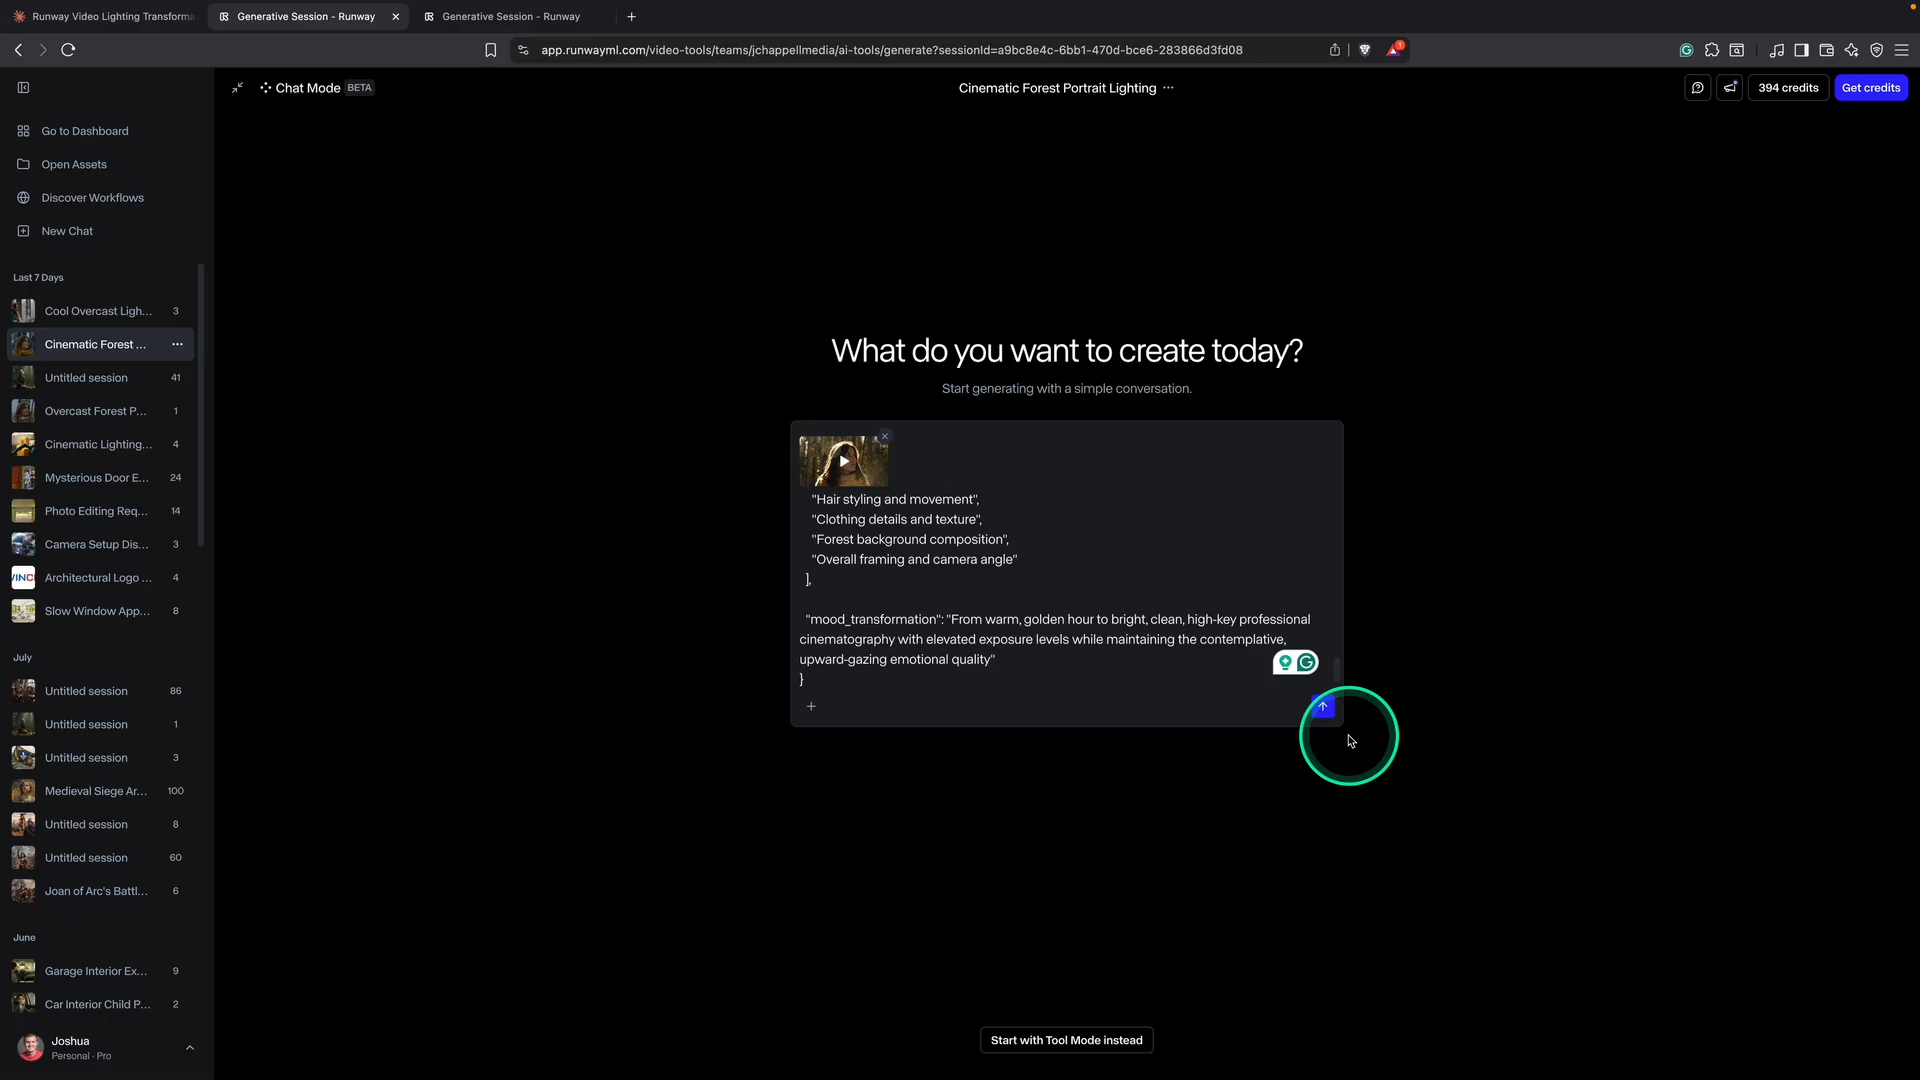 Runway Video Lighting Transforma
Generative Session - Runway
Generative Session - Runway
app.runwayml.com/video-tools/teams/jchappellmedia/ai-tools/generate?sessionId=a9bc8e4c-6bb1-470d-bce6-283866d3fd08
1
Chat Mode BETA
Cinematic Forest Portrait Lighting
394 credits
Get credits
Go to Dashboard
Open Assets
Discover Workflows
New Chat
Last 7 Days
Cool Overcast Ligh... 3
Cinematic Forest ...
Untitled session 41
Overcast Forest P... 1
Cinematic Lighting... 4
Mysterious Door E... 24
Photo Editing Req... 14
Camera Setup Dis... 3
Architectural Logo ... 4
Slow Window App... 8
July
Untitled session 86
Untitled session 1
Untitled session 3
Medieval Siege Ar... 100
Untitled session 8
Untitled session 60
Joan of Arc's Battl... 6
June
Garage Interior Ex... 9
Car Interior Child P... 2
Joshua
Personal · Pro
What do you want to create today?
Start generating with a simple conversation.
"Hair styling and movement",
"Clothing details and texture",
"Forest background composition",
"Overall framing and camera angle"
],
"mood_transformation": "From warm, golden hour to bright, clean, high-key professional
cinematography with elevated exposure levels while maintaining the contemplative,
upward-gazing emotional quality"
}
Start with Tool Mode instead